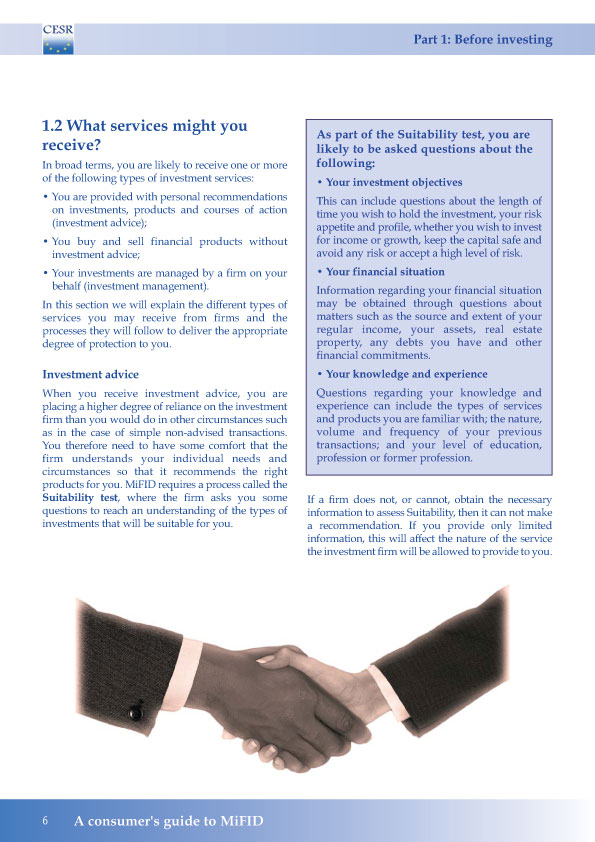 CESR
Part 1: Before investing
1.2 What services might you
receive?
In broad terms, you are likely to receive one or more
of the following types of investment services:
• You are provided with personal recommendations
on investments, products and courses of action
(investment advice);
• You buy and sell financial products without
investment advice;
• Your investments are managed by a firm on your
behalf (investment management).
In this section we will explain the different types of
services you may receive from firms and the
processes they will follow to deliver the appropriate
degree of protection to you.
Investment advice
When you receive investment advice, you are
placing a higher degree of reliance on the investment
firm than you would do in other circumstances such
as in the case of simple non-advised transactions.
You therefore need to have some comfort that the
firm understands your individual needs and
circumstances so that it recommends the right
products for you. MiFID requires a process called the
Suitability test, where the firm asks you some
questions to reach an understanding of the types of
investments that will be suitable for you.
As part of the Suitability test, you are
likely to be asked questions about the
following:
• Your investment objectives
This can include questions about the length of
time you wish to hold the investment, your risk
appetite and profile, whether you wish to invest
for income or growth, keep the capital safe and
avoid any risk or accept a high level of risk.
• Your financial situation
Information regarding your financial situation
may be obtained through questions about
matters such as the source and extent of your
regular income, your assets, real estate
property, any debts you have and other
financial commitments.
• Your knowledge and experience
Questions regarding your knowledge and
experience can include the types of services
and products you are familiar with; the nature,
volume and frequency of your previous
transactions; and your level of education,
profession or former profession.
If a firm does not, or cannot, obtain the necessary
information to assess Suitability, then it can not make
a recommendation. If you provide only limited
information, this will affect the nature of the service
the investment firm will be allowed to provide to you.
6 A consumer's guide to MiFID